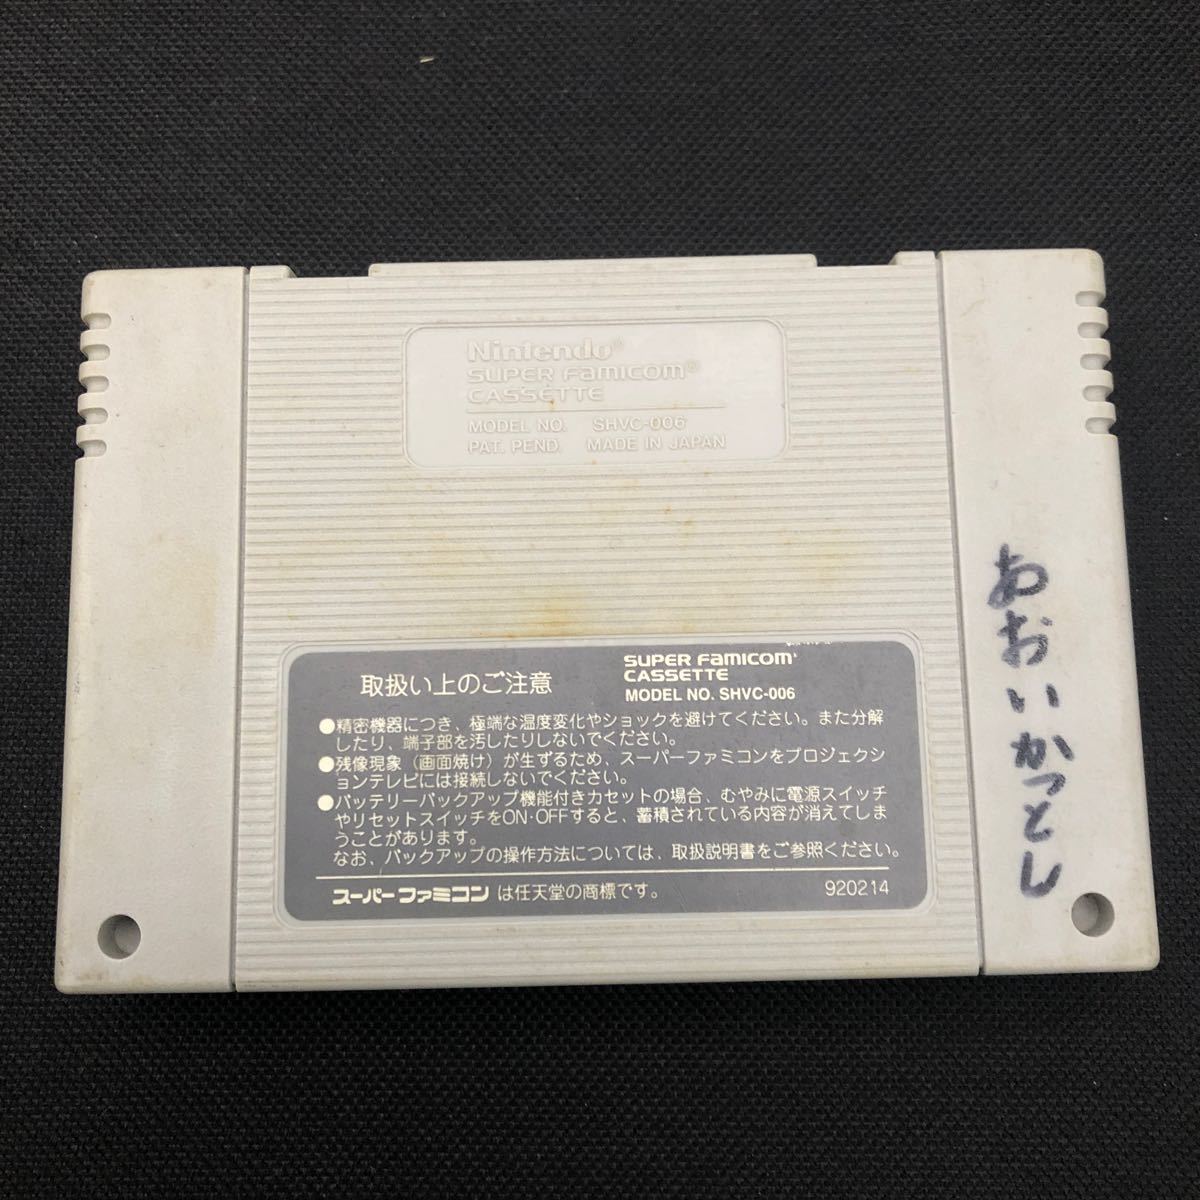 Nintendo®
SUPER FAMICOM®
CASSETTE
MODEL NO. SHVC-006
PAT. PEND. MADE IN JAPAN
取扱い上のご注意
SUPER FAMICOM
CASSETTE
MODEL NO. SHVC-006
●精密機器につき、極端な温度変化やショックを避けてください。また分解
したり、端子部を汚したりしないでください。
●残像現象（画面焼け）が生ずるため、スーパーファミコンをプロジェクシ
ョンテレビには接続しないでください。
●バッテリーバックアップ機能付きカセットの場合、むやみに電源スイッチ
やリセットスイッチをON・OFFすると、蓄積されている内容が消えてしま
うことがあります。
なお、バックアップの操作方法については、取扱説明書をご参照ください。
スーパーファミコンは任天堂の商標です。
920214
あおいかつとし